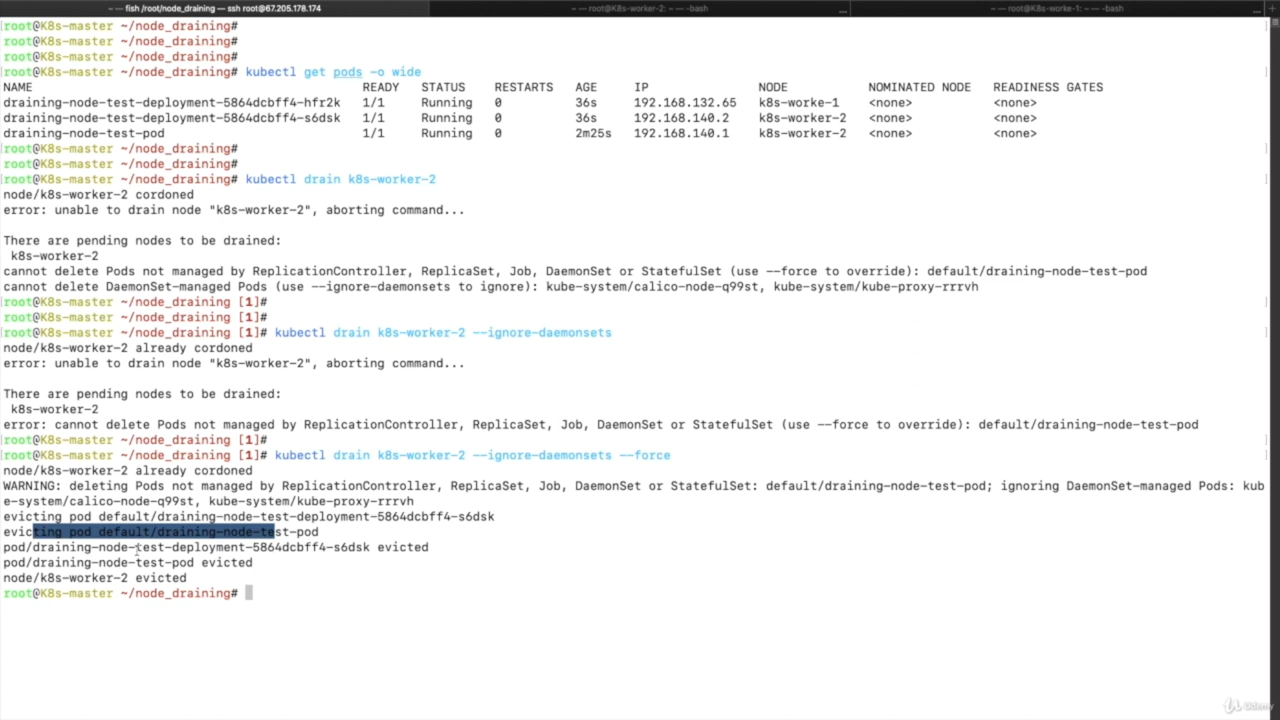 ~ — fish /root/node_draining — ssh root@67.205.178.174
~ — root@K8s-worker-2: ~ — -bash
~ — root@K8s-worke-1: ~ — -bash
root@K8s-master ~/node_draining#
root@K8s-master ~/node_draining#
root@K8s-master ~/node_draining#
root@K8s-master ~/node_draining# kubectl get pods -o wide
NAME READY STATUS RESTARTS AGE IP NODE NOMINATED NODE READINESS GATES
draining-node-test-deployment-5864dcbff4-hfr2k 1/1 Running 0 36s 192.168.132.65 k8s-worke-1 <none> <none>
draining-node-test-deployment-5864dcbff4-s6dsk 1/1 Running 0 36s 192.168.140.2 k8s-worker-2 <none> <none>
draining-node-test-pod 1/1 Running 0 2m25s 192.168.140.1 k8s-worker-2 <none> <none>
root@K8s-master ~/node_draining#
root@K8s-master ~/node_draining#
root@K8s-master ~/node_draining# kubectl drain k8s-worker-2
node/k8s-worker-2 cordoned
error: unable to drain node "k8s-worker-2", aborting command...
There are pending nodes to be drained:
k8s-worker-2
cannot delete Pods not managed by ReplicationController, ReplicaSet, Job, DaemonSet or StatefulSet (use --force to override): default/draining-node-test-pod
cannot delete DaemonSet-managed Pods (use --ignore-daemonsets to ignore): kube-system/calico-node-q99st, kube-system/kube-proxy-rrrvh
root@K8s-master ~/node_draining [1]#
root@K8s-master ~/node_draining [1]#
root@K8s-master ~/node_draining [1]# kubectl drain k8s-worker-2 --ignore-daemonsets
node/k8s-worker-2 already cordoned
error: unable to drain node "k8s-worker-2", aborting command...
There are pending nodes to be drained:
k8s-worker-2
error: cannot delete Pods not managed by ReplicationController, ReplicaSet, Job, DaemonSet or StatefulSet (use --force to override): default/draining-node-test-pod
root@K8s-master ~/node_draining [1]#
root@K8s-master ~/node_draining [1]# kubectl drain k8s-worker-2 --ignore-daemonsets --force
node/k8s-worker-2 already cordoned
WARNING: deleting Pods not managed by ReplicationController, ReplicaSet, Job, DaemonSet or StatefulSet: default/draining-node-test-pod; ignoring DaemonSet-managed Pods: kub
e-system/calico-node-q99st, kube-system/kube-proxy-rrrvh
evicting pod default/draining-node-test-deployment-5864dcbff4-s6dsk
evicting pod default/draining-node-test-pod
pod/draining-node-test-deployment-5864dcbff4-s6dsk evicted
pod/draining-node-test-pod evicted
node/k8s-worker-2 evicted
root@K8s-master ~/node_draining#
Udemy